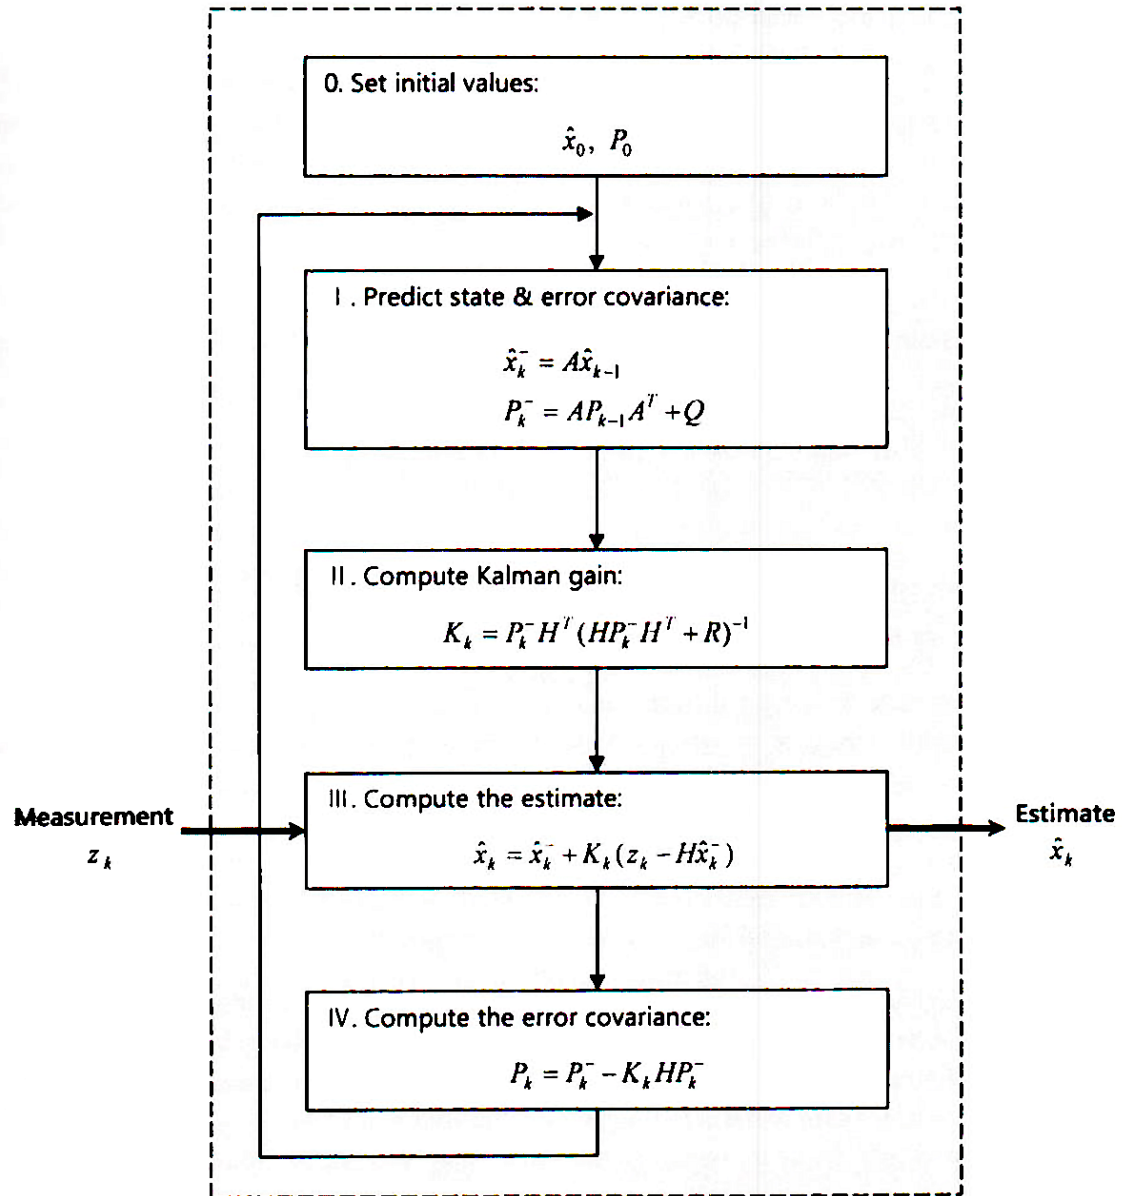 0. Set initial values:
x̂₀, P₀
I. Predict state & error covariance:
x̂ₖ⁻ = Ax̂ₖ₋₁
Pₖ⁻ = APₖ₋₁Aᵀ + Q
II. Compute Kalman gain:
Kₖ = Pₖ⁻Hᵀ(HPₖ⁻Hᵀ + R)⁻¹
Measurement
zₖ
III. Compute the estimate:
x̂ₖ = x̂ₖ⁻ + Kₖ(zₖ − Hx̂ₖ⁻)
Estimate
x̂ₖ
IV. Compute the error covariance:
Pₖ = Pₖ⁻ − KₖHPₖ⁻